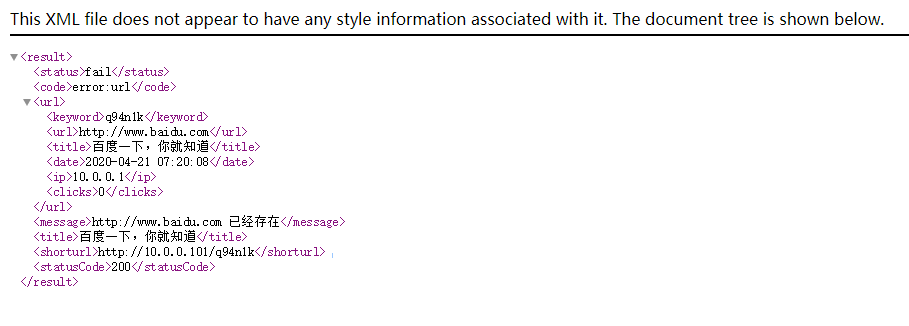 This XML file does not appear to have any style information associated with it. The document tree is shown below.
▼<result>
<status>fail</status>
<code>error:url</code>
▼<url>
<keyword>q94n1k</keyword>
<url>http://www.baidu.com</url>
<title>百度一下，你就知道</title>
<date>2020-04-21 07:20:08</date>
<ip>10.0.0.1</ip>
<clicks>0</clicks>
</url>
<message>http://www.baidu.com 已经存在</message>
<title>百度一下，你就知道</title>
<shorturl>http://10.0.0.101/q94n1k</shorturl>
<statusCode>200</statusCode>
</result>